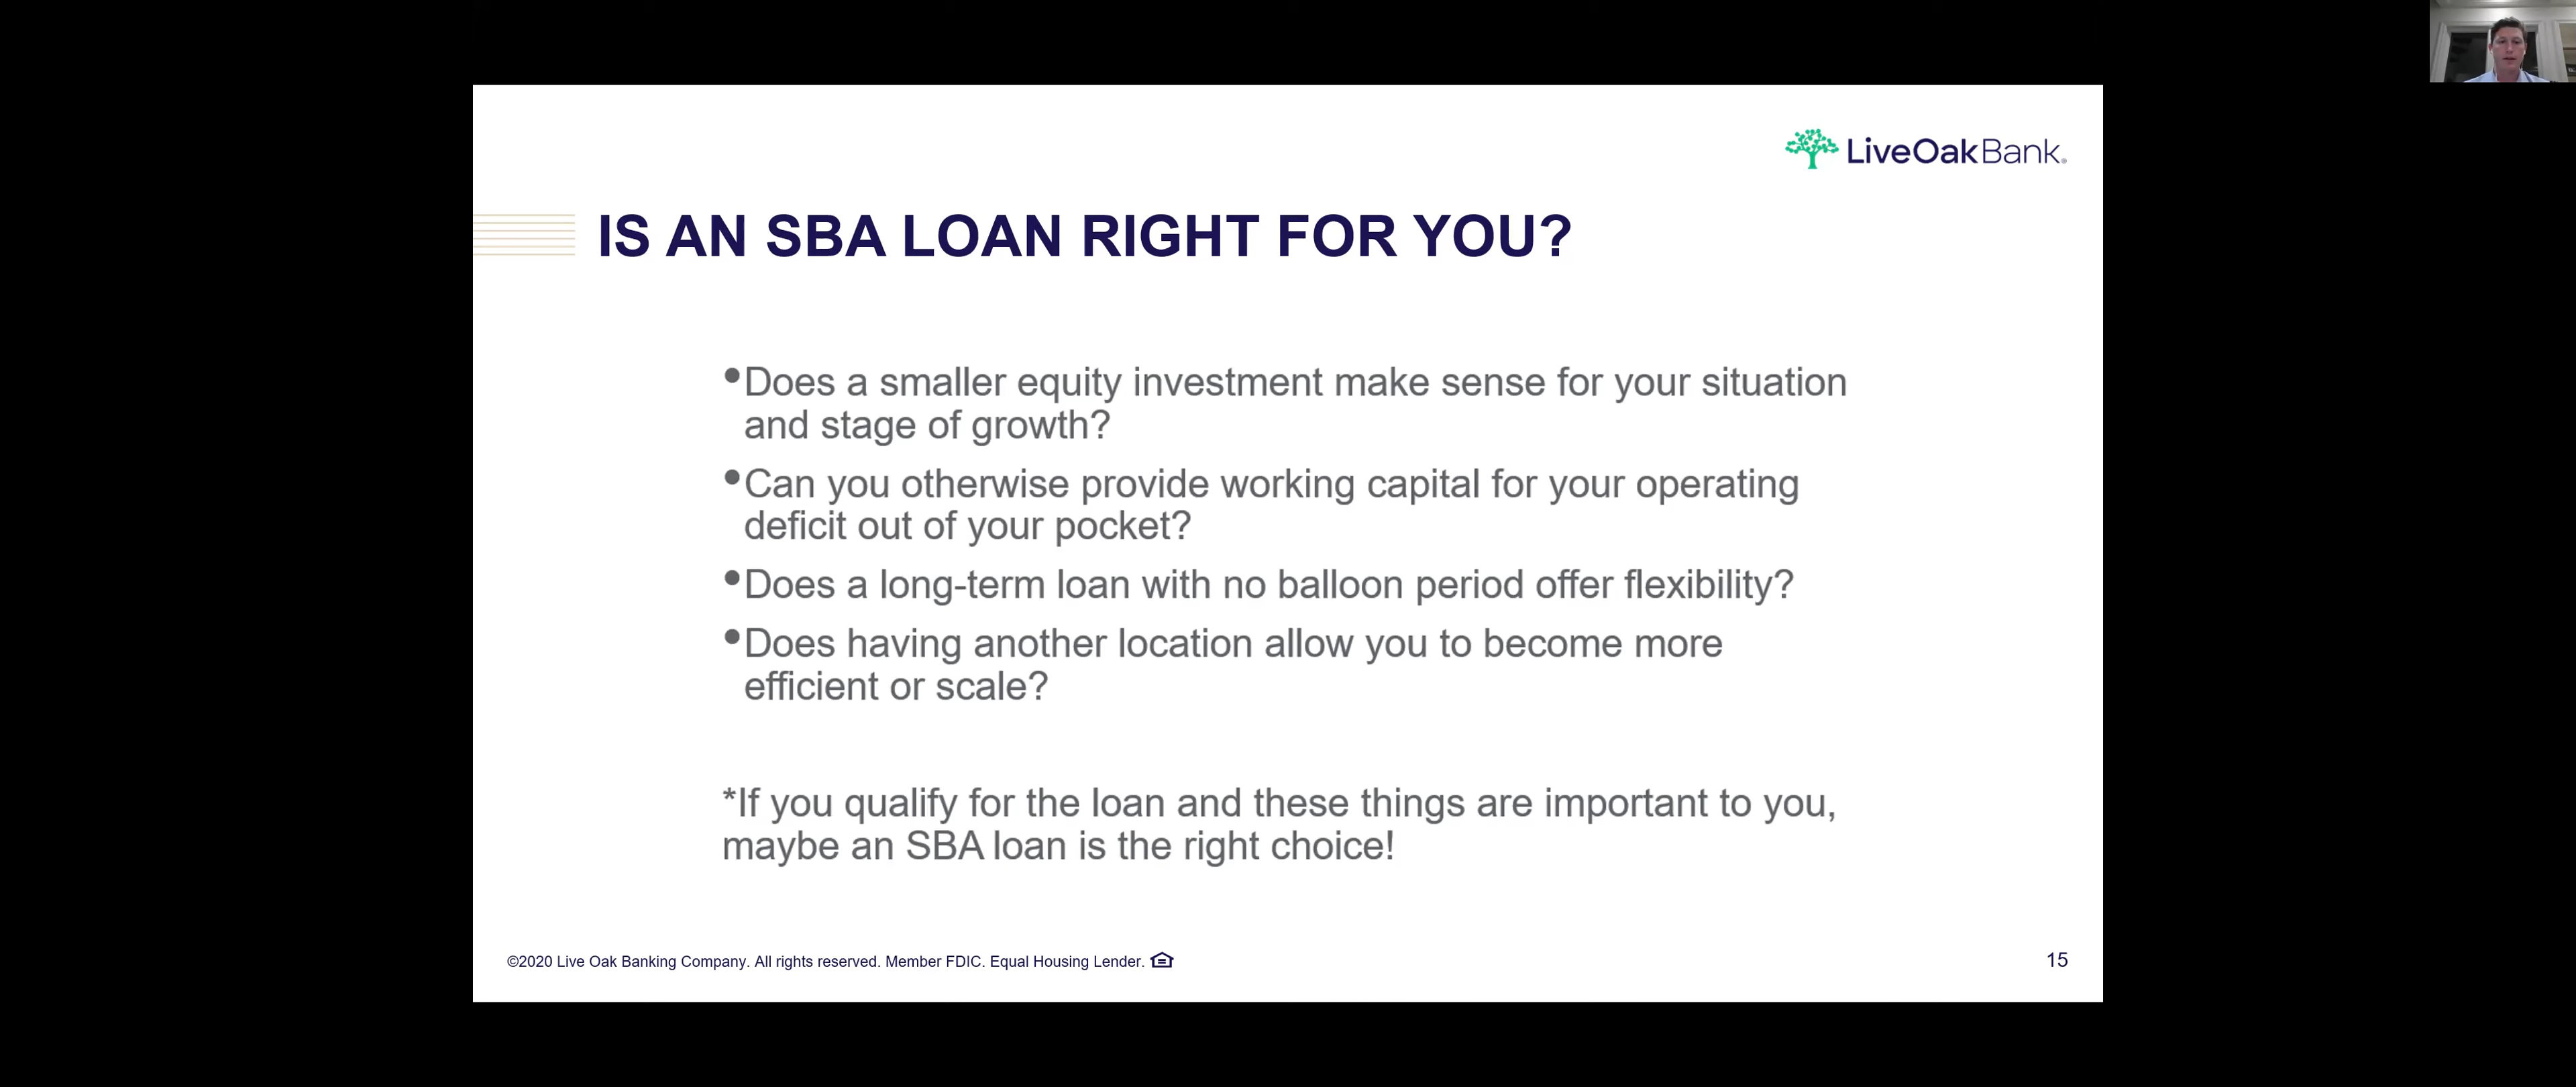 LiveOakBank®
IS AN SBA LOAN RIGHT FOR YOU?
•Does a smaller equity investment make sense for your situation
and stage of growth?
•Can you otherwise provide working capital for your operating
deficit out of your pocket?
•Does a long-term loan with no balloon period offer flexibility?
•Does having another location allow you to become more
efficient or scale?
*If you qualify for the loan and these things are important to you,
maybe an SBA loan is the right choice!
©2020 Live Oak Banking Company. All rights reserved. Member FDIC. Equal Housing Lender.
15